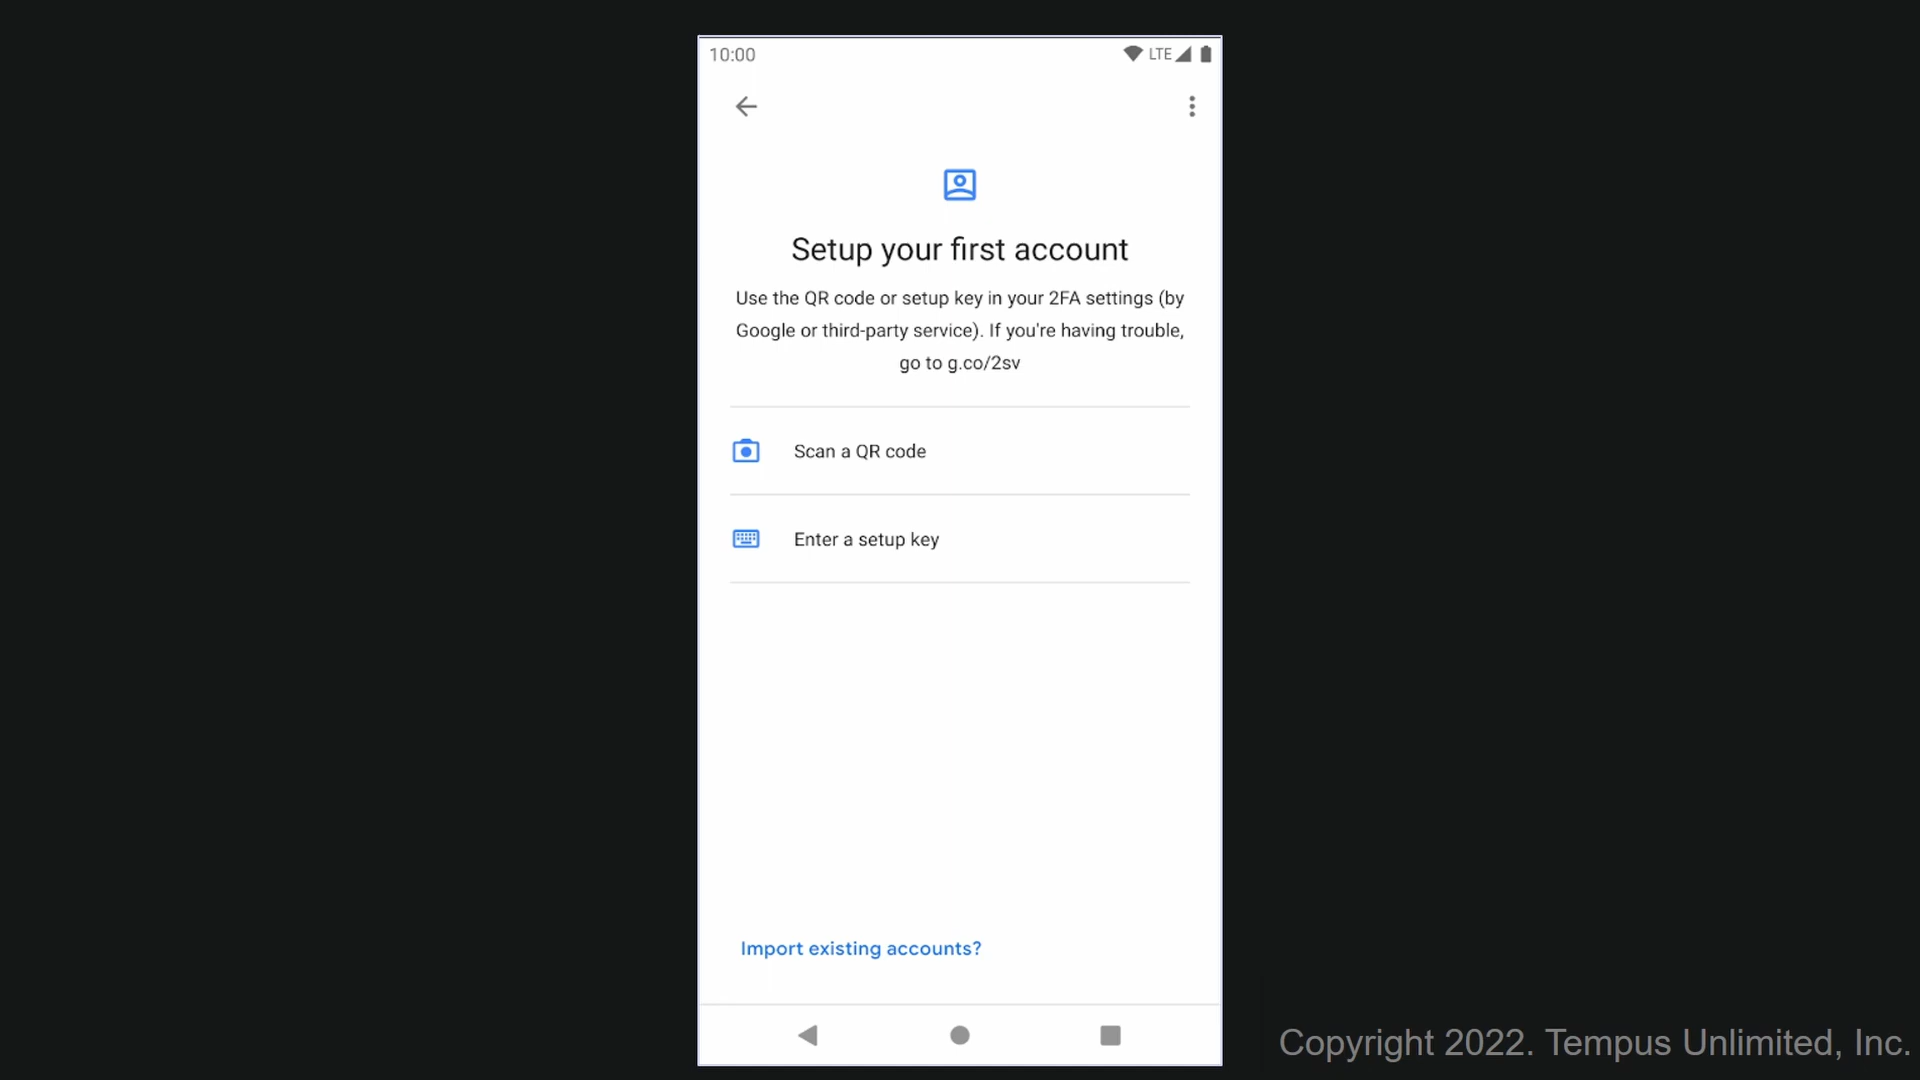 10:00
LTE
Setup your first account
Use the QR code or setup key in your 2FA settings (by
Google or third-party service). If you're having trouble,
go to g.co/2sv
Scan a QR code
Enter a setup key
Import existing accounts?
Copyright 2022. Tempus Unlimited, Inc.